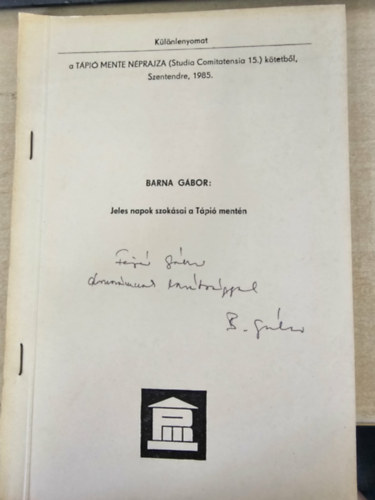 Különlenyomat
a TÁPIÓ MENTE NÉPRAJZA (Studia Comitatensia 15.) kötetből,
Szentendre, 1985.
BARNA GÁBOR:
Jeles napok szokásai a Tápió mentén
Gábor
barátsággal
B. Gábor